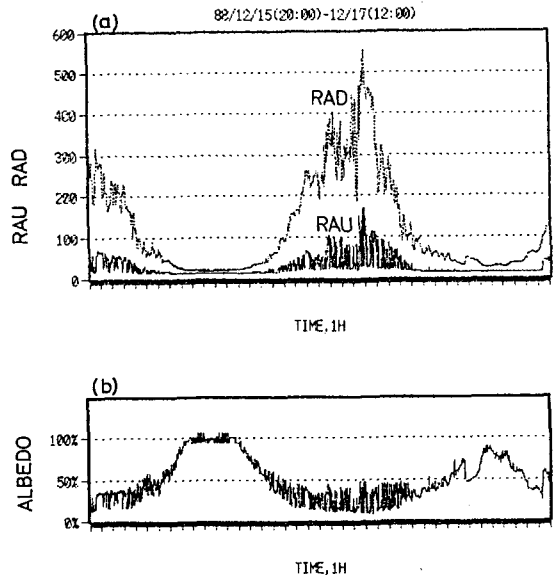 88/12/15(20:00)-12/17(12:00)
(a)
600
500
400
300
200
100
0
RAU RAD
RAD
RAU
TIME,1H
(b)
100%
50%
0%
ALBEDO
TIME,1H